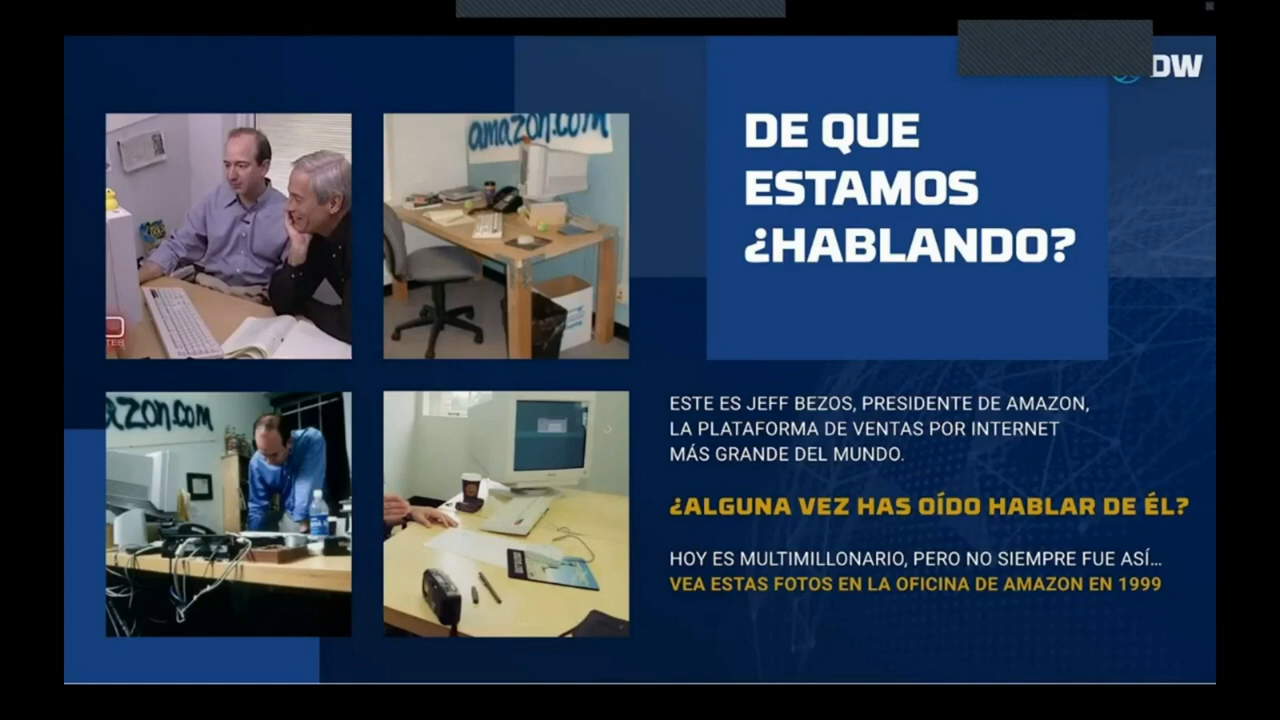 DW
amazon.com
DE QUE
ESTAMOS
¿HABLANDO?
azon.com
ESTE ES JEFF BEZOS, PRESIDENTE DE AMAZON,
LA PLATAFORMA DE VENTAS POR INTERNET
MÁS GRANDE DEL MUNDO.
¿ALGUNA VEZ HAS OÍDO HABLAR DE ÉL?
HOY ES MULTIMILLONARIO, PERO NO SIEMPRE FUE ASÍ...
VEA ESTAS FOTOS EN LA OFICINA DE AMAZON EN 1999